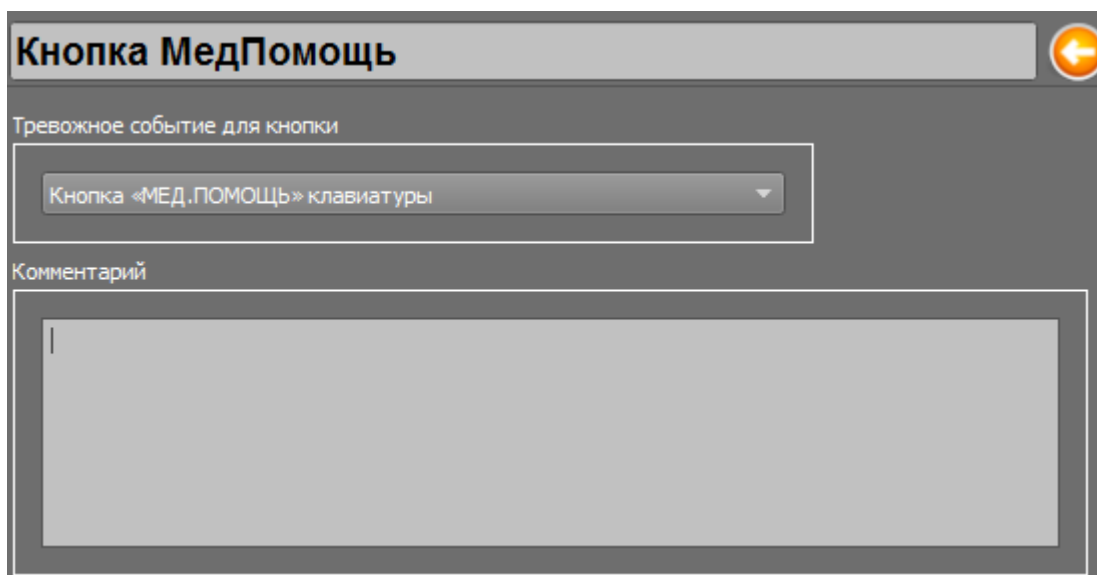 Кнопка МедПомощь
Тревожное событие для кнопки
Кнопка «МЕД.ПОМОЩЬ» клавиатуры
Комментарий